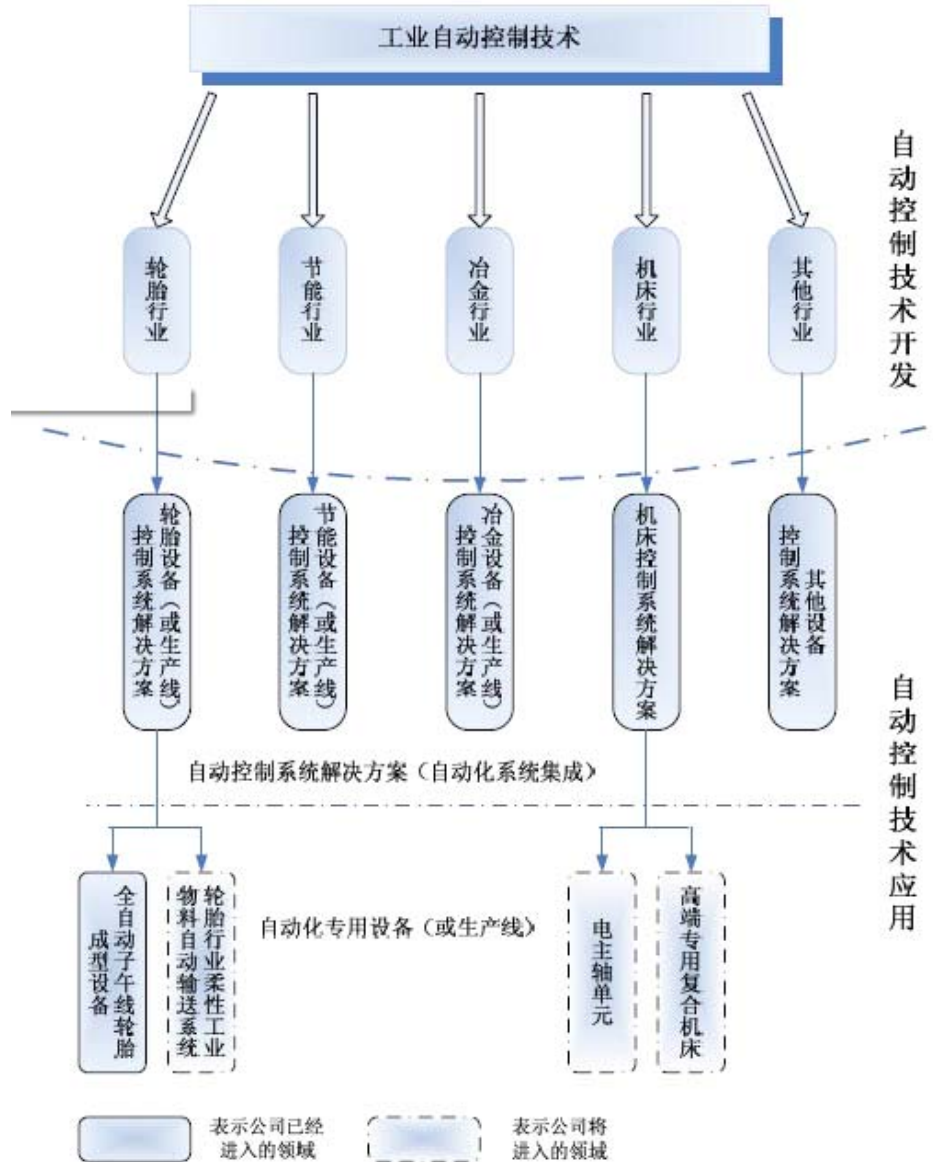 工业自动控制技术
轮胎行业
节能行业
冶金行业
机床行业
其他行业
自动控制技术开发
轮胎设备（或生产线）
控制系统解决方案
节能设备（或生产线）
控制系统解决方案
冶金设备（或生产线）
控制系统解决方案
机床控制系统解决方案
其他设备
控制系统解决方案
自动控制系统解决方案（自动化系统集成）
自动控制技术应用
全自动子午线轮胎
成型设备
轮胎行业柔性工业
物料自动输送系统
自动化专用设备（或生产线）
电主轴单元
高端专用复合机床
表示公司已经
进入的领域
表示公司将
进入的领域